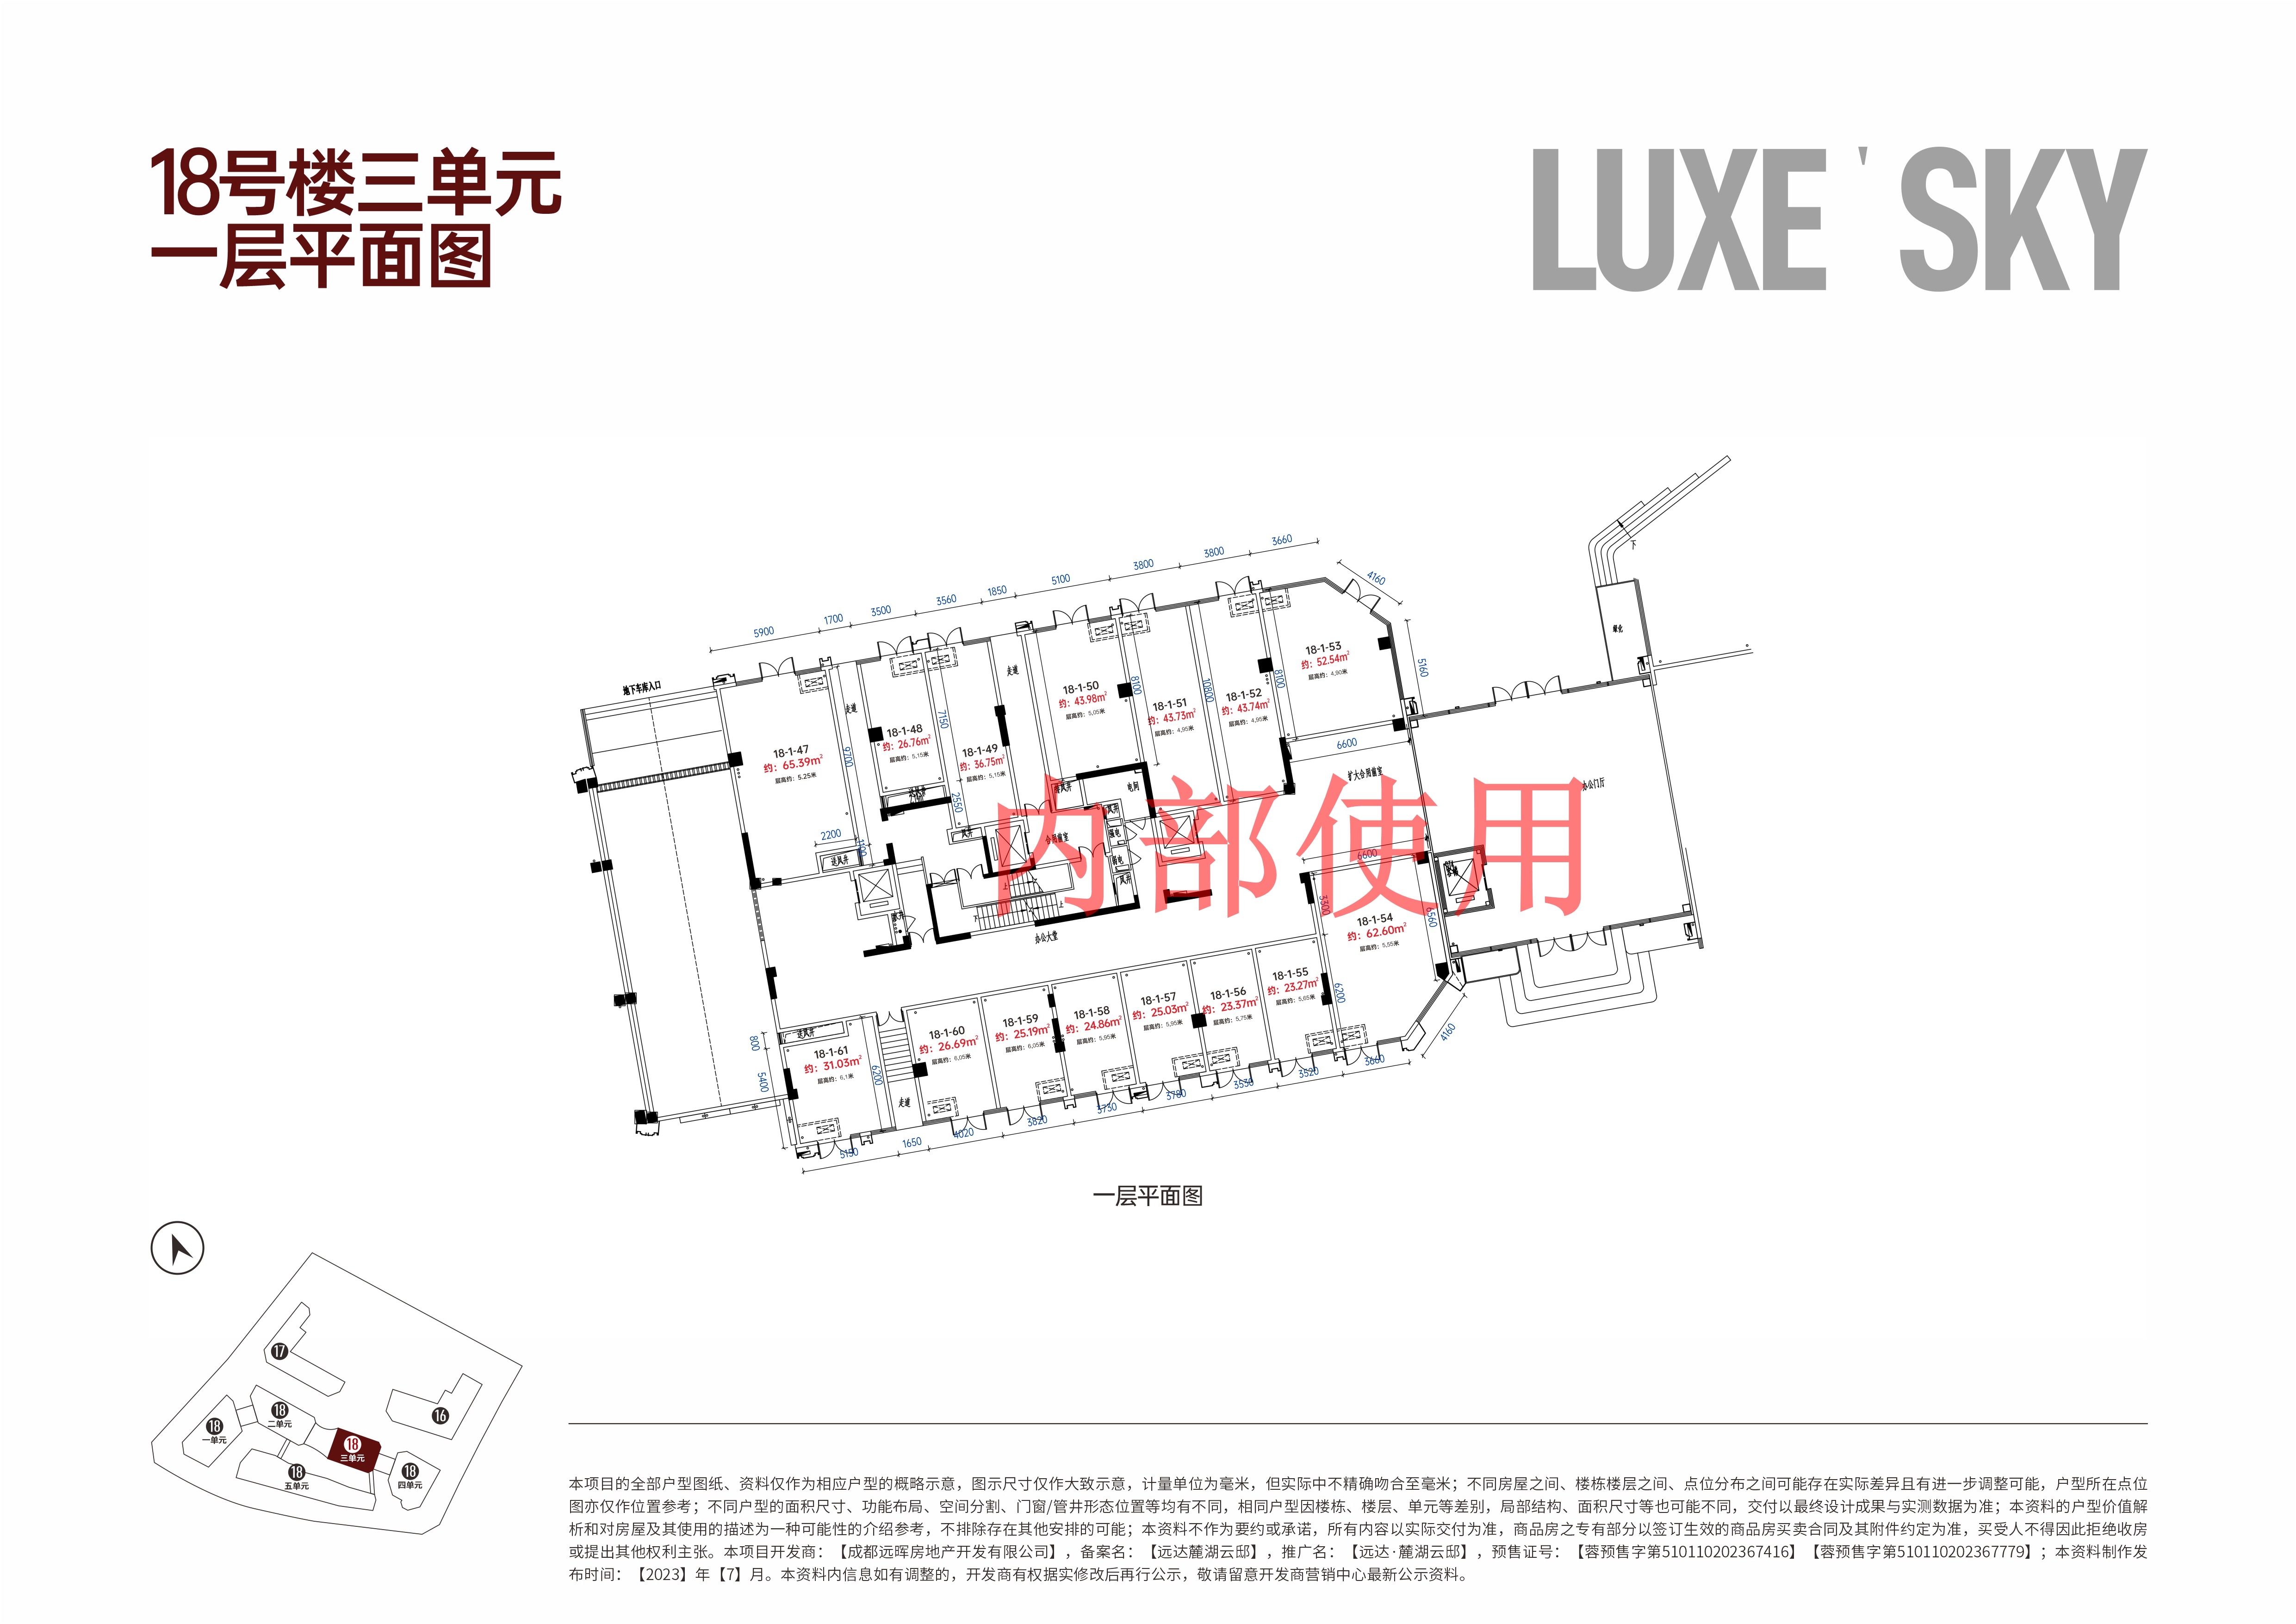 18号楼三单元
一层平面图
LUXE'SKY
3660
3800
3800
5100
1850
3560
3500
1700
5900
4160
下
绿化
地下车库入口
18-1-53
约：52.54m²
层高约：4.90米
8100
5160
走道
18-1-50
约：43.98m²
层高约：5.05米
8100
18-1-51
约：43.73m²
层高约：4.95米
10800
18-1-52
约：43.74m²
层高约：4.95米
走道
18-1-48
约：26.76m²
层高约：5.15米
7150
18-1-49
约：36.75m²
层高约：5.15米
2550
18-1-47
约：65.39m²
层高约：5.25米
9700
2200
1100
送风井
送风井
风井
电间
风井
强电
弱电
风井
合用前室
6600
扩大合用前室
办公门厅
内部使用
上
下
上
办公大堂
6600
3300
18-1-54
约：62.60m²
层高约：5.55米
6560
6200
18-1-55
约：23.27m²
层高约：5.65米
18-1-56
约：23.37m²
层高约：5.75米
18-1-57
约：25.03m²
层高约：5.95米
18-1-58
约：24.86m²
层高约：5.95米
18-1-59
约：25.19m²
层高约：6.05米
18-1-60
约：26.69m²
层高约：6.05米
送风井
18-1-61
约：31.03m²
层高约：6.1米
800
5400
6200
走道
4160
3660
3520
3530
3780
3730
3820
4020
1650
5150
一层平面图
17
16
18
二单元
18
一单元
18
三单元
18
五单元
18
四单元
本项目的全部户型图纸、资料仅作为相应户型的概略示意，图示尺寸仅作大致示意，计量单位为毫米，但实际中不精确吻合至毫米；不同房屋之间、楼栋楼层之间、点位分布之间可能存在实际差异且有进一步调整可能，户型所在点位
图亦仅作位置参考；不同户型的面积尺寸、功能布局、空间分割、门窗/管井形态位置等均有不同，相同户型因楼栋、楼层、单元等差别，局部结构、面积尺寸等也可能不同，交付以最终设计成果与实测数据为准；本资料的户型价值解
析和对房屋及其使用的描述为一种可能性的介绍参考，不排除存在其他安排的可能；本资料不作为要约或承诺，所有内容以实际交付为准，商品房之专有部分以签订生效的商品房买卖合同及其附件约定为准，买受人不得因此拒绝收房
或提出其他权利主张。本项目开发商：【成都远晖房地产开发有限公司】，备案名：【远达麓湖云邸】，推广名：【远达·麓湖云邸】，预售证号：【蓉预售字第510110202367416】【蓉预售字第510110202367779】；本资料制作发
布时间：【2023】年【7】月。本资料内信息如有调整的，开发商有权据实修改后再行公示，敬请留意开发商营销中心最新公示资料。